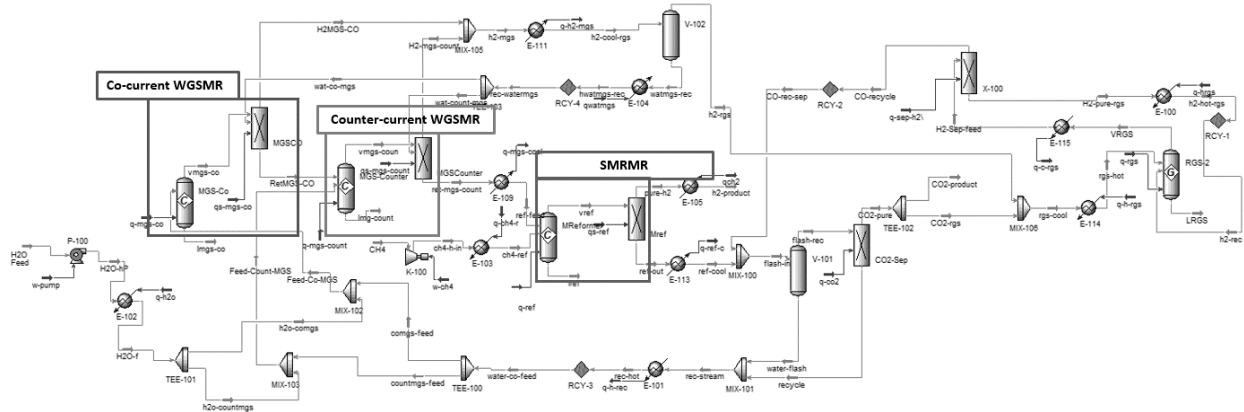 H2MGS-CO
q-h2-mgs
V-102
h2-mgs
E-111
h2-cool-rgs
MIX-105
H2-mgs-count
Co-current WGSMR
wat-co-mgs
hwatmgs-rec
watmgs-rec
rec-watermgs
RCY-4
qwatmgs
E-104
wat-count-mgs
CO-rec-sep
RCY-2
CO-recycle
X-100
q-sep-h2
H2-pure-rgs
E-100
q-hrgs
h2-hot-rgs
RCY-1
h2-rgs
H2-Sep-feed
E-115
VRGS
q-c-rgs
q-rgs
RGS-2
Counter-current WGSMR
MGSCO
vmgs-co
vmgs-coun
qs-mgs-count
MGSCounter
MGS-Counter
rec-mgs-count
q-mgs-cool
SMRMR
RetMGS-CO
MGS-Co
qs-mgs-co
q-mgs-co
lmgs-co
lmg-count
q-mgs-count
E-109
q-ch4-r
ref-feed
pure-h2
qch2
E-105
h2-product
vref
MReformer
qs-ref
Mref
rgs-hot
CO2-product
CO2-pure
TEE-102
CO2-rgs
MIX-106
rgs-cool
E-114
q-h-rgs
LRGS
h2-rec
H2O
Feed
P-100
H2O-hP
w-pump
q-h2o
E-102
Feed-Count-MGS
Feed-Co-MGS
CH4
ch4-h-in
K-100
w-ch4
E-103
ch4-ref
q-ref
ref-out
q-ref-c
E-113
ref-cool
MIX-100
flash-rec
flash-in
V-101
CO2-Sep
q-co2
MIX-102
h2o-comgs
comgs-feed
H2O-f
TEE-101
h2o-countmgs
MIX-103
countmgs-feed
TEE-100
water-co-feed
RCY-3
rec-hot
q-h-rec
E-101
rec-stream
MIX-101
water-flash
recycle